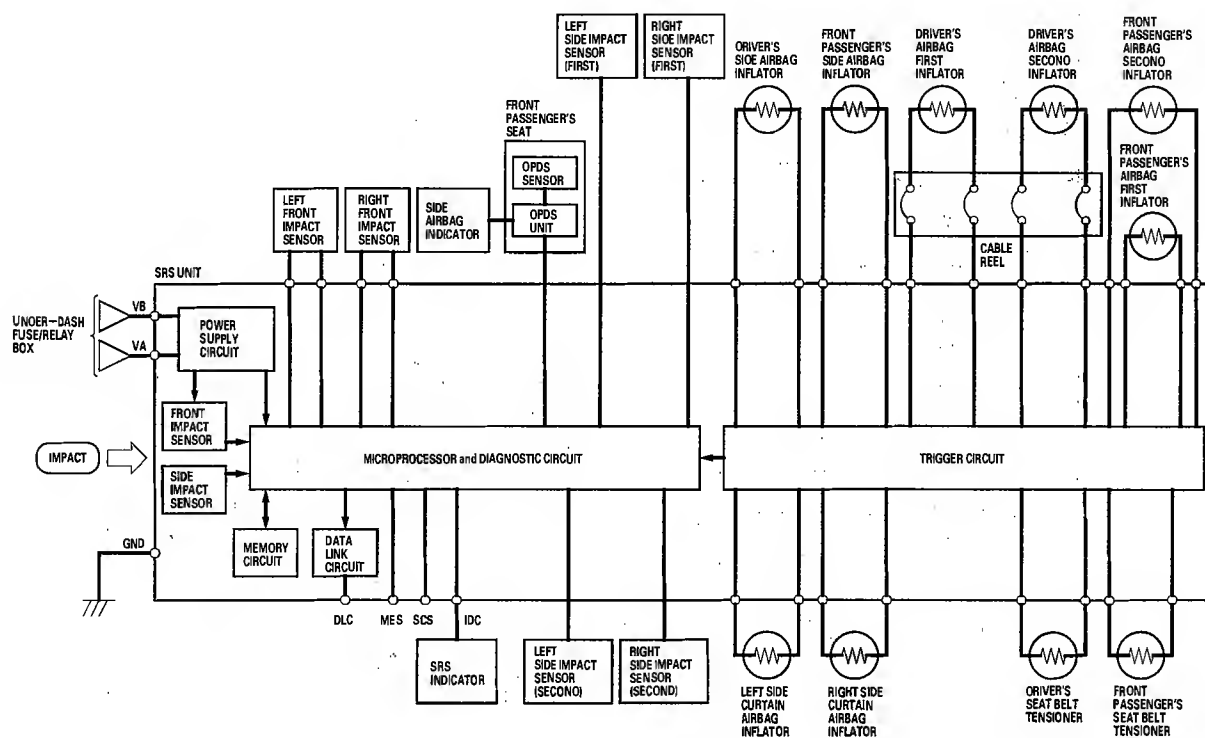 LEFT
SIDE IMPACT
SENSOR
(FIRST)
RIGHT
SIOE IMPACT
SENSOR
(FIRST)
ORIVER'S
SIDE AIRBAG
INFLATOR
FRONT
PASSENGER'S
SIDE AIRBAG
INFLATOR
DRIVER'S
AIRBAG
FIRST
INFLATOR
DRIVER'S
AIRBAG
SECOND
INFLATOR
FRONT
PASSENGER'S
AIRBAG
SECONO
INFLATOR
FRONT
PASSENGER'S
AIRBAG
FIRST
INFLATOR
FRONT
PASSENGER'S
SEAT
OPDS
SENSOR
OPDS
UNIT
LEFT
FRONT
IMPACT
SENSOR
RIGHT
FRONT
IMPACT
SENSOR
SIDE
AIRBAG
INDICATOR
CABLE
REEL
SRS UNIT
UNOER-DASH
FUSE/RELAY
BOX
VB
VA
POWER
SUPPLY
CIRCUIT
FRONT
IMPACT
SENSOR
IMPACT
SIDE
IMPACT
SENSOR
MICROPROCESSOR and DIAGNOSTIC CIRCUIT
TRIGGER CIRCUIT
GND
MEMORY
CIRCUIT
DATA
LINK
CIRCUIT
DLC
MES
SCS
IDC
SRS
INDICATOR
LEFT
SIDE IMPACT
SENSOR
(SECONO)
RIGHT
SIDE IMPACT
SENSOR
(SECOND)
LEFT SIDE
CURTAIN
AIRBAG
INFLATOR
RIGHT SIDE
CURTAIN
AIRBAG
INFLATOR
ORIVER'S
SEAT BELT
TENSIONER
FRONT
PASSENGER'S
SEAT BELT
TENSIONER